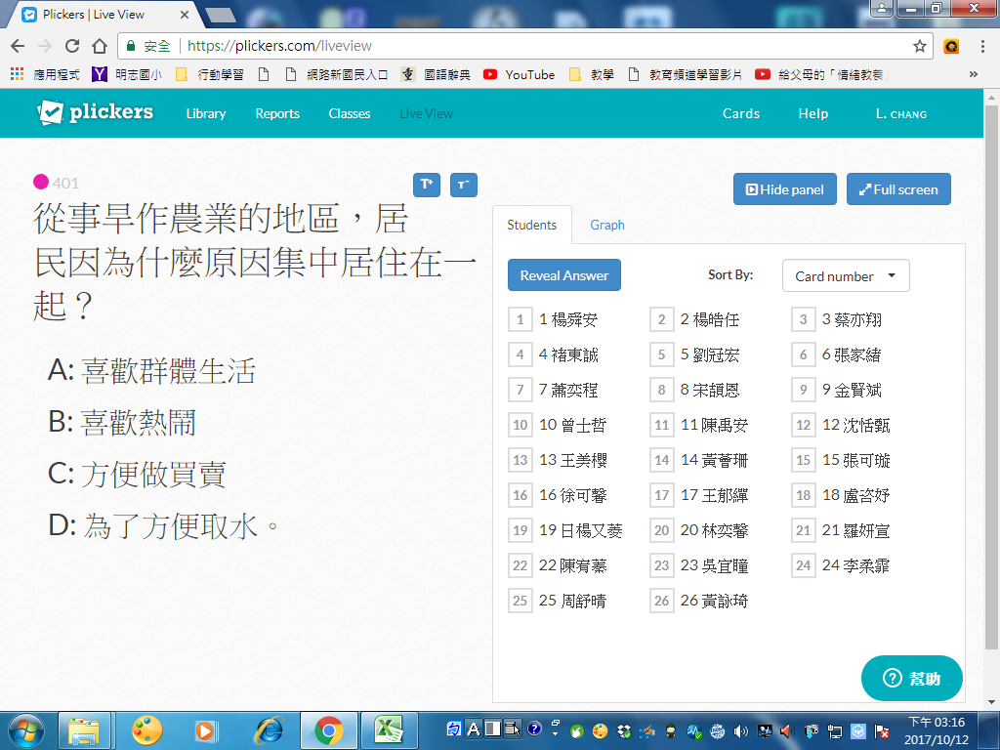 Plickers | Live View
安全 | https://plickers.com/liveview
應用程式 明志國小 行動學習 網路新國民入口 國語辭典 YouTube 教學 教育頻道學習影片 給父母的「情緒教養 »
plickers Library Reports Classes Live View Cards Help L. CHANG
401 T+ T− Hide panel Full screen
從事旱作農業的地區，居
民因為什麼原因集中居住在一
起？
A: 喜歡群體生活
B: 喜歡熱鬧
C: 方便做買賣
D: 為了方便取水。
Students Graph
Reveal Answer Sort By: Card number
1 1 楊舜安 2 2 楊皓任 3 3 蔡亦翔
4 4 褚東誠 5 5 劉冠宏 6 6 張家緒
7 7 蕭奕程 8 8 宋頡恩 9 9 金賢斌
10 10 曾士哲 11 11 陳禹安 12 12 沈恬甄
13 13 王美櫻 14 14 黃薈珊 15 15 張可璇
16 16 徐可馨 17 17 王郁繟 18 18 盧咨妤
19 19 日楊又菱 20 20 林奕馨 21 21 羅妍宣
22 22 陳宥蓁 23 23 吳宜瞳 24 24 李柔霏
25 25 周舒晴 26 26 黃詠琦
幫助
下午 03:16
2017/10/12